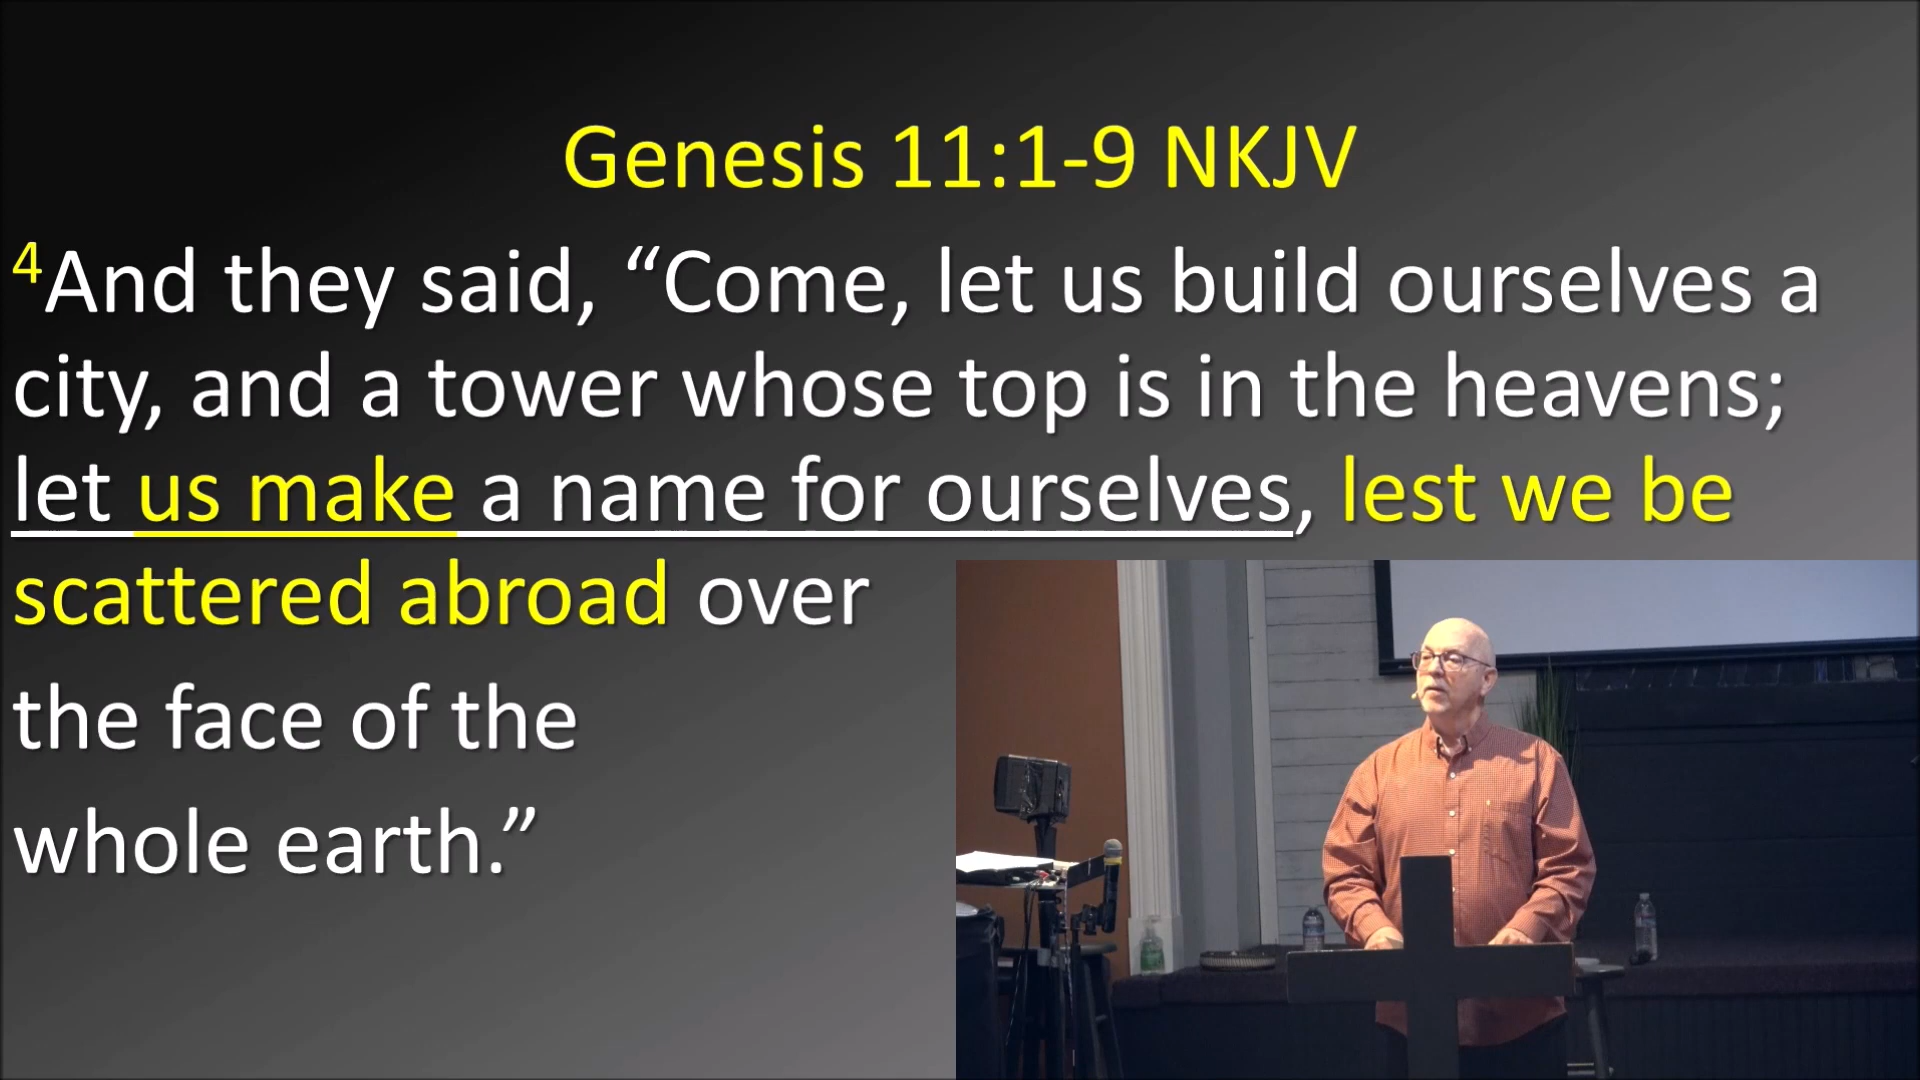 Genesis 11:1-9 NKJV
4And they said, “Come, let us build ourselves a
city, and a tower whose top is in the heavens;
let us make a name for ourselves, lest we be
scattered abroad over
the face of the
whole earth.”